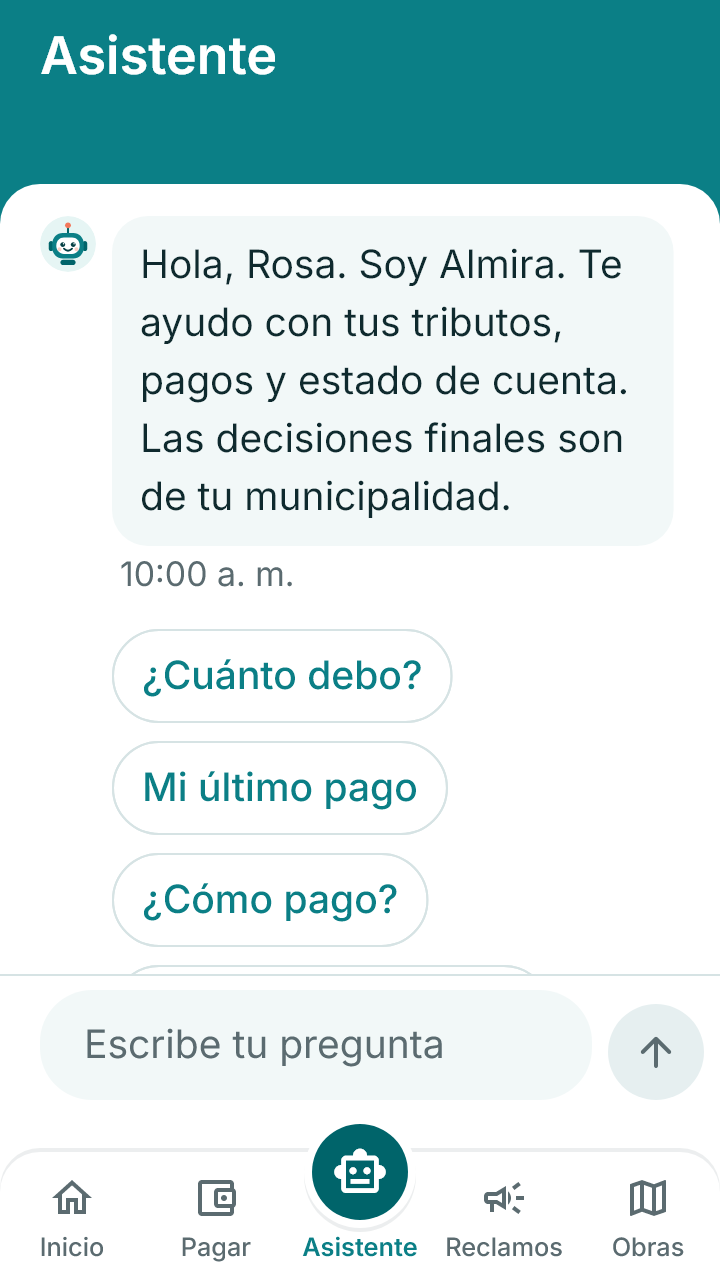 Asistente
Hola, Rosa. Soy Almira. Te
ayudo con tus tributos,
pagos y estado de cuenta.
Las decisiones finales son
de tu municipalidad.
10:00 a. m.
¿Cuánto debo?
Mi último pago
¿Cómo pago?
Escribe tu pregunta
Inicio
Pagar
Asistente
Reclamos
Obras